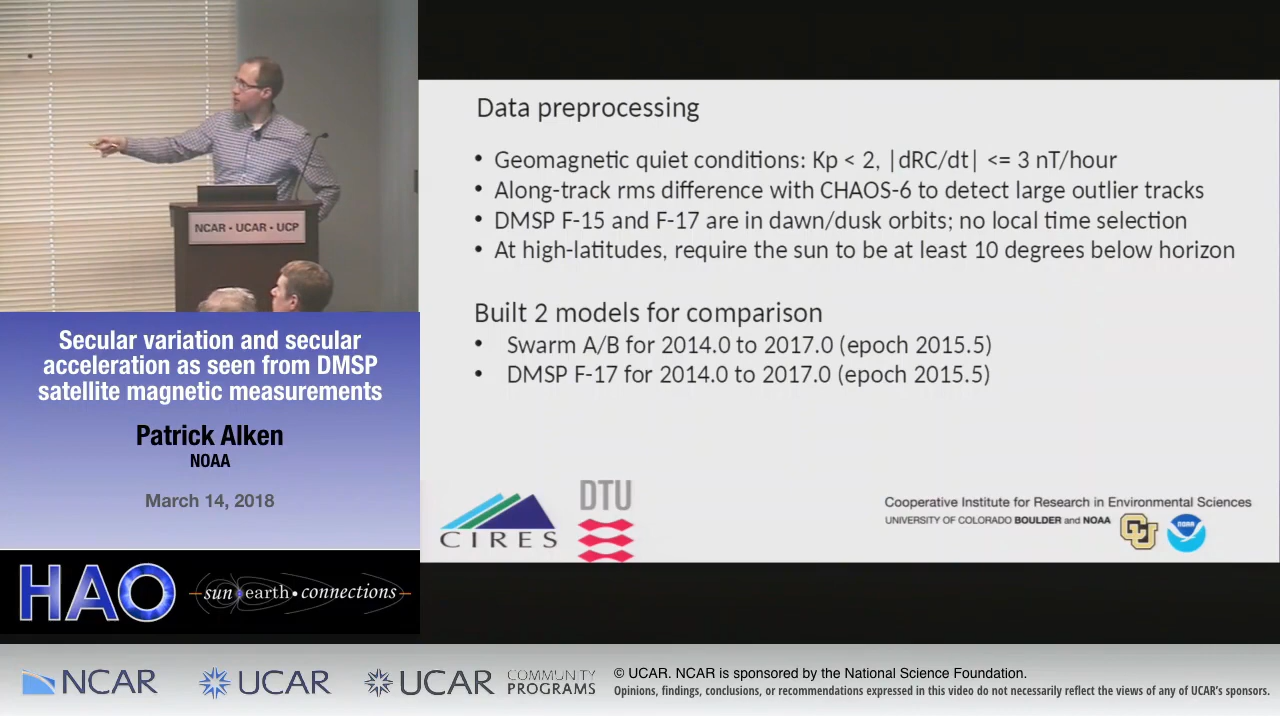 NCAR • UCAR • UCP
Secular variation and secular
acceleration as seen from DMSP
satellite magnetic measurements
Patrick Alken
NOAA
March 14, 2018
HAO
sun • earth • connections
Data preprocessing
• Geomagnetic quiet conditions: Kp < 2, |dRC/dt| <= 3 nT/hour
• Along-track rms difference with CHAOS-6 to detect large outlier tracks
• DMSP F-15 and F-17 are in dawn/dusk orbits; no local time selection
• At high-latitudes, require the sun to be at least 10 degrees below horizon
Built 2 models for comparison
• Swarm A/B for 2014.0 to 2017.0 (epoch 2015.5)
• DMSP F-17 for 2014.0 to 2017.0 (epoch 2015.5)
CIRES
DTU
Cooperative Institute for Research in Environmental Sciences
UNIVERSITY OF COLORADO BOULDER and NOAA
CU
NOAA
NCAR
UCAR
UCAR
COMMUNITY
PROGRAMS
© UCAR. NCAR is sponsored by the National Science Foundation.
Opinions, findings, conclusions, or recommendations expressed in this video do not necessarily reflect the views of any of UCAR's sponsors.